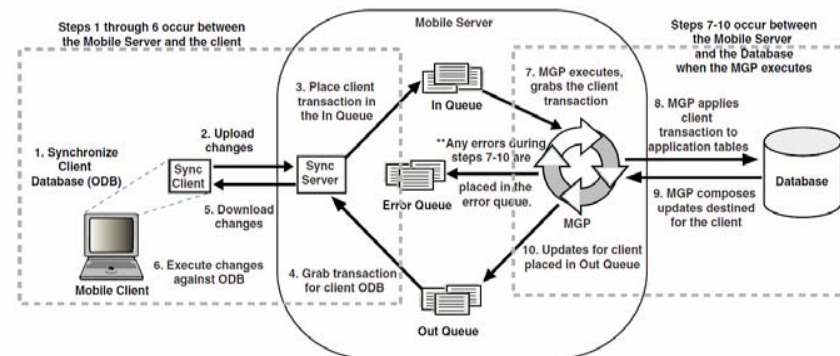 Mobile Server
Steps 1 through 6 occur between
the Mobile Server and the client
Steps 7-10 occur between
the Mobile Server
and the Database
when the MGP executes
1. Synchronize
Client
Database (ODB)
2. Upload
changes
Sync
Client
5. Download
changes
6. Execute changes
against ODB
Mobile Client
3. Place client
transaction in
the In Queue
Sync
Server
4. Grab transaction
for client ODB
In Queue
**Any errors during
steps 7-10 are
placed in the
error queue.
Error Queue
Out Queue
7. MGP executes,
grabs the client
transaction
MGP
8. MGP applies
client
transaction to
application tables
Database
9. MGP composes
updates destined
for the client
10. Updates for client
placed in Out Queue